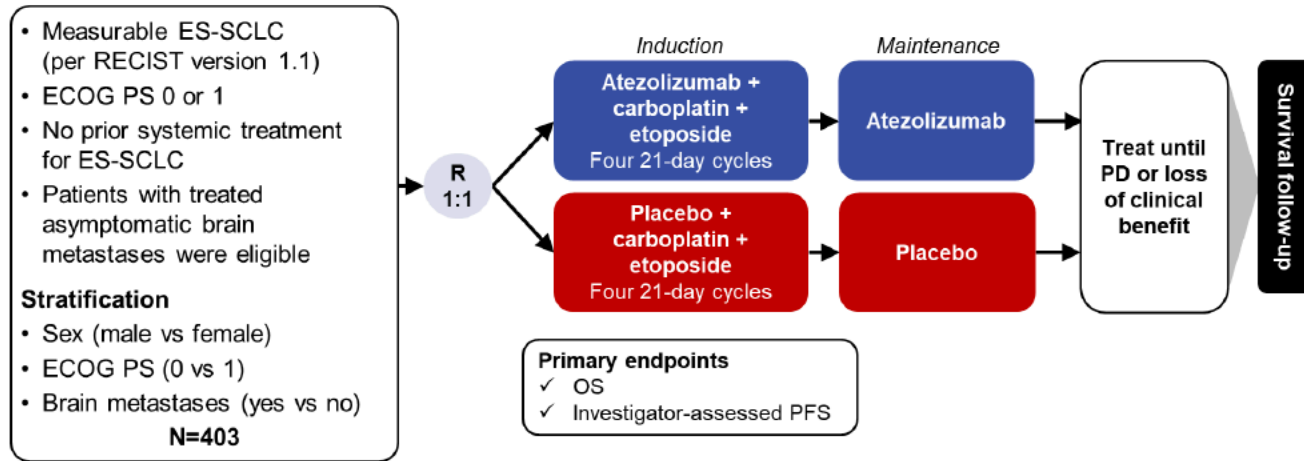 • Measurable ES-SCLC
(per RECIST version 1.1)
• ECOG PS 0 or 1
• No prior systemic treatment
for ES-SCLC
• Patients with treated
asymptomatic brain
metastases were eligible
Stratification
• Sex (male vs female)
• ECOG PS (0 vs 1)
• Brain metastases (yes vs no)
N=403
R
1:1
Induction
Atezolizumab +
carboplatin +
etoposide
Four 21-day cycles
Placebo +
carboplatin +
etoposide
Four 21-day cycles
Maintenance
Atezolizumab
Placebo
Treat until
PD or loss
of clinical
benefit
Survival follow-up
Primary endpoints
✓ OS
✓ Investigator-assessed PFS